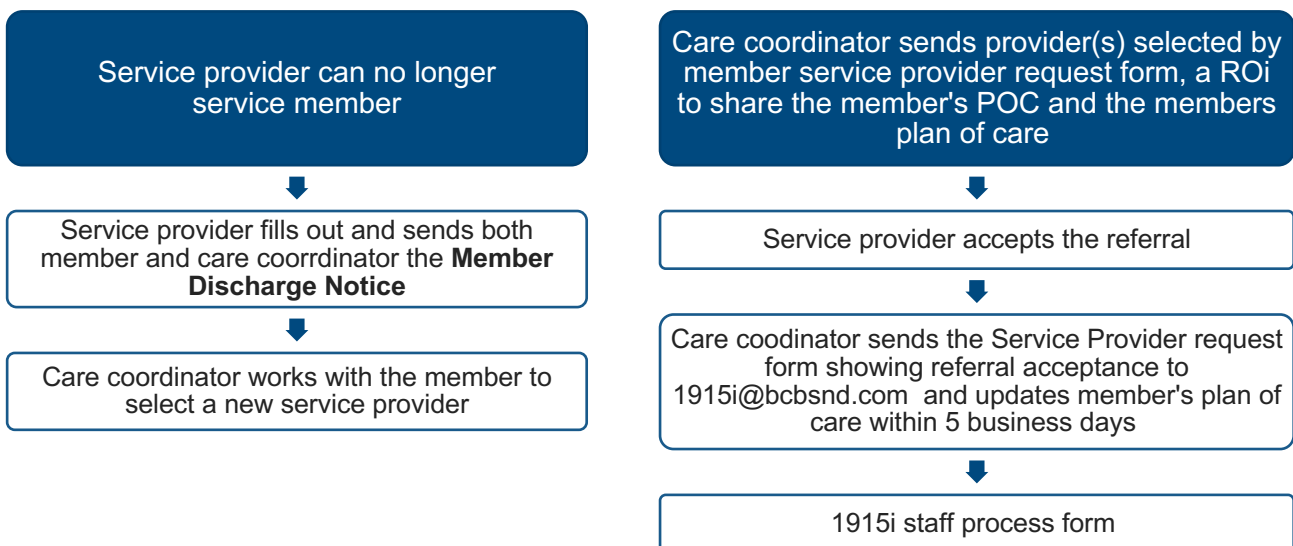 Service provider can no longer
service member
Service provider fills out and sends both
member and care coorrdinator the Member
Discharge Notice
Care coordinator works with the member to
select a new service provider
Care coordinator sends provider(s) selected by
member service provider request form, a ROi
to share the member's POC and the members
plan of care
Service provider accepts the referral
Care coodinator sends the Service Provider request
form showing referral acceptance to
1915i@bcbsnd.com and updates member's plan of
care within 5 business days
1915i staff process form